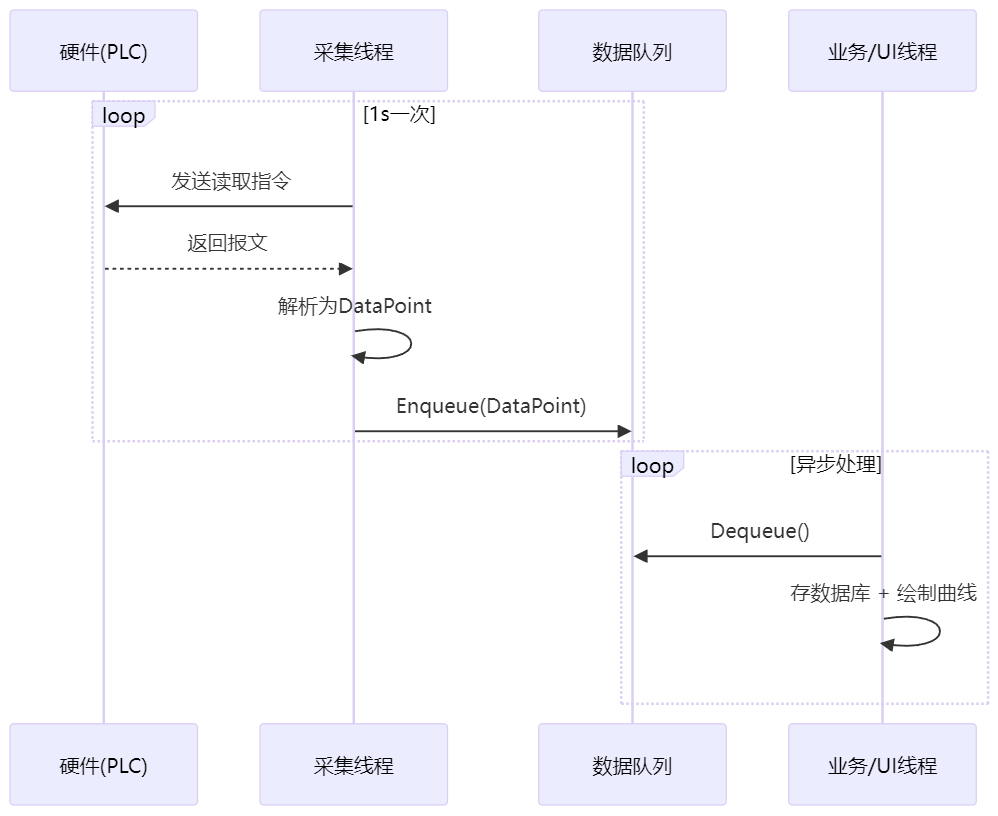 硬件(PLC)
采集线程
数据队列
业务/UI线程
loop
[1s一次]
发送读取指令
返回报文
解析为DataPoint
Enqueue(DataPoint)
loop
[异步处理]
Dequeue()
存数据库 + 绘制曲线
硬件(PLC)
采集线程
数据队列
业务/UI线程